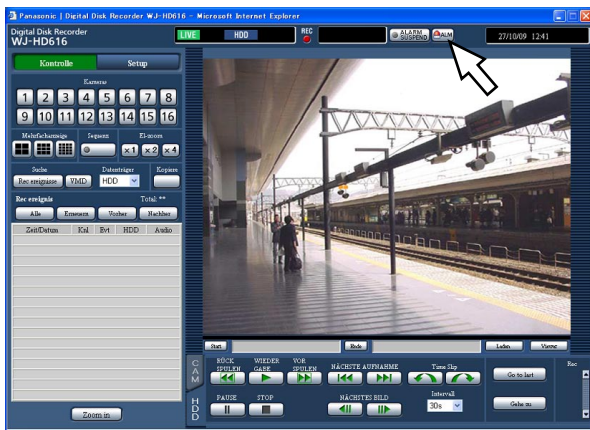 Panasonic | Digital Disk Recorder WJ-HD616 - Microsoft Internet Explorer
Digital Disk Recorder
WJ-HD616
LIVE HDD REC ALARM SUSPEND ALM 27/10/09 12:41
Kontrolle Setup
Kameras
1 2 3 4 5 6 7 8
9 10 11 12 13 14 15 16
Mehrfachanzeige Sequenz El-zoom
x1 x2 x4
Suche Datenträger Kopiere
Rec ereignisse VMD HDD
Rec ereignis Total: **
Alle Erneuern Vorher Nachher
Zeit/Datum Knl Evt HDD Audio
Zoom in
Start Ende Laden Viewer
CAM
HDD
RÜCK SPULEN WIEDER GABE VOR SPULEN NÄCHSTE AUFNAHME Time Slip Go to last Rec
PAUSE STOP NÄCHSTES BILD Intervall 30s Gehe zu